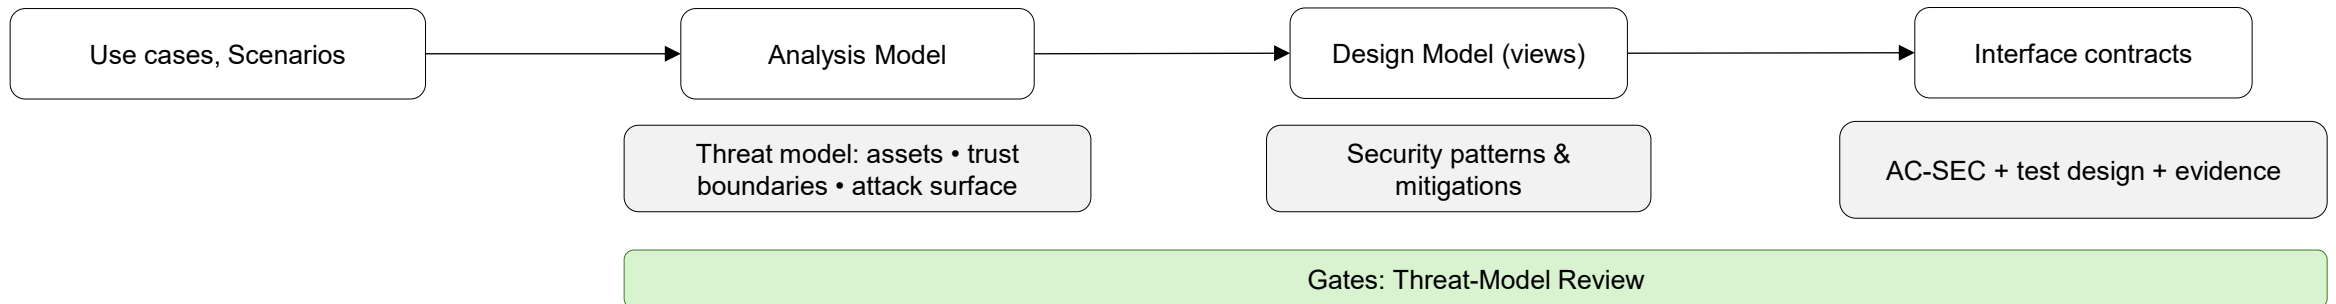 Use cases, Scenarios
Analysis Model
Design Model (views)
Interface contracts
Threat model: assets • trust
boundaries • attack surface
Security patterns &
mitigations
AC-SEC + test design + evidence
Gates: Threat-Model Review